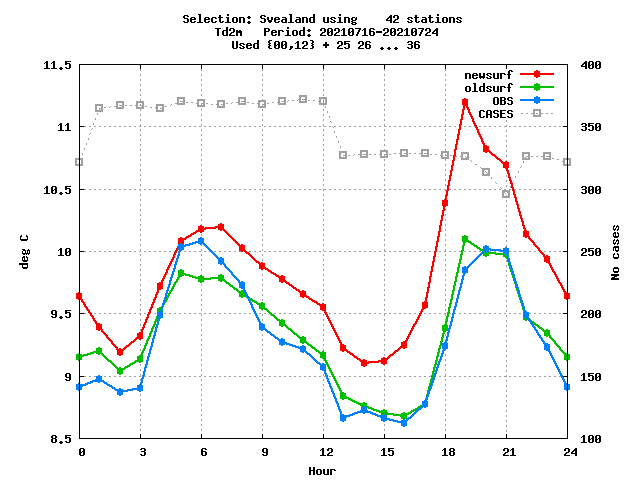 Selection: Svealand using    42 stations
Td2m   Period: 20210716-20210724
Used {00,12} + 25 26 ... 36
11.5
11
10.5
10
9.5
9
8.5
deg C
400
350
300
250
200
150
100
No cases
newsurf
oldsurf
OBS
CASES
0 3 6 9 12 15 18 21 24
Hour